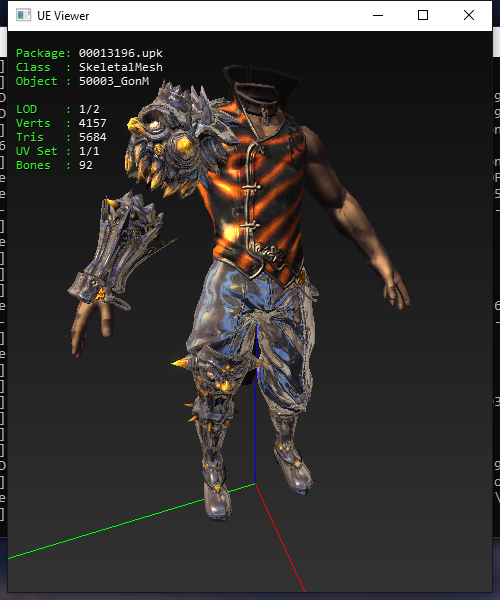 UE Viewer
Package: 00013196.upk
Class  : SkeletalMesh
Object : 50003_GonM
LOD    : 1/2
Verts  : 4157
Tris   : 5684
UV Set : 1/1
Bones  : 92